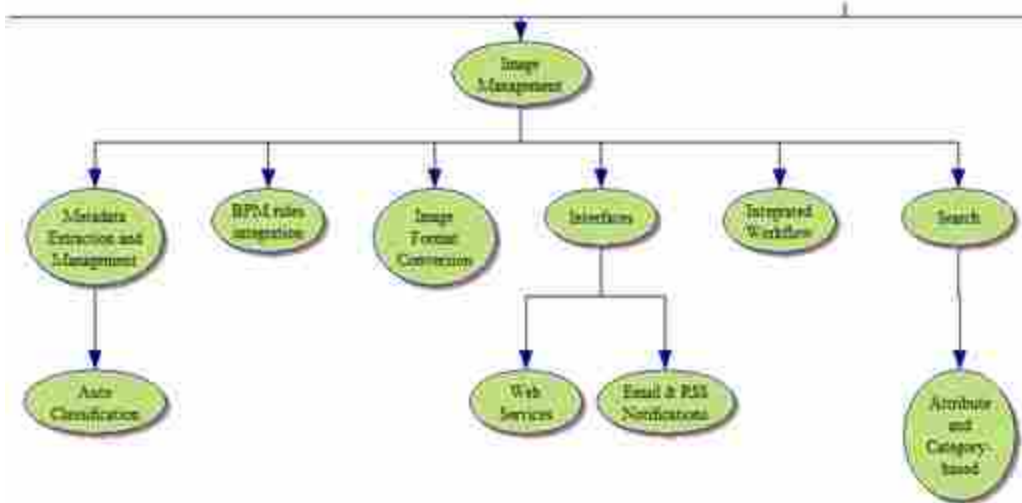 Image
Management
Metadata
Extraction and
Management
BPM rules
integration
Image
Format
Conversion
Interfaces
Integrated
Workflow
Search
Auto
Classification
Web
Services
Email & RSS
Notifications
Attribute
and
Category-
based